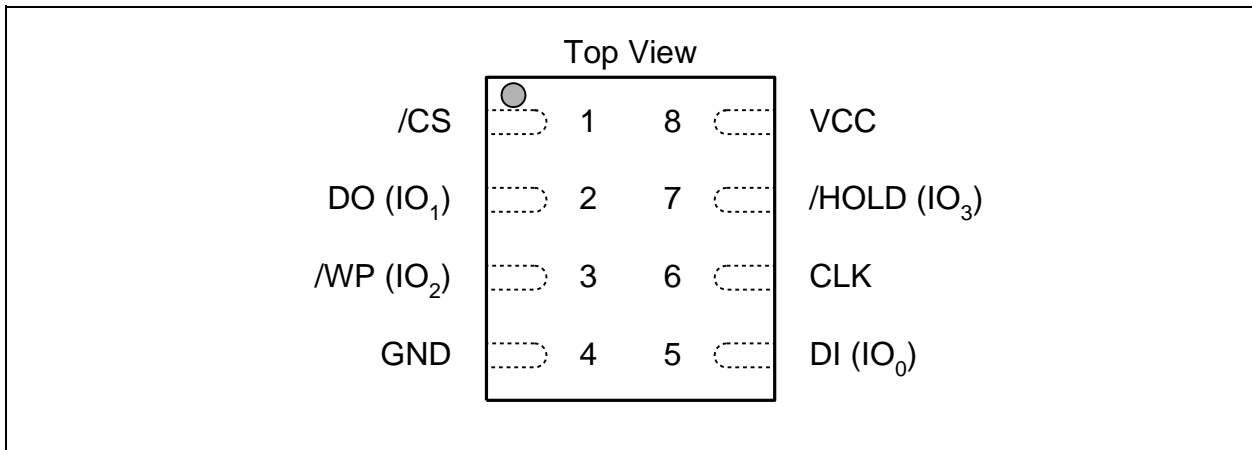 Top View
/CS 1 8 VCC
DO (IO₁) 2 7 /HOLD (IO₃)
/WP (IO₂) 3 6 CLK
GND 4 5 DI (IO₀)